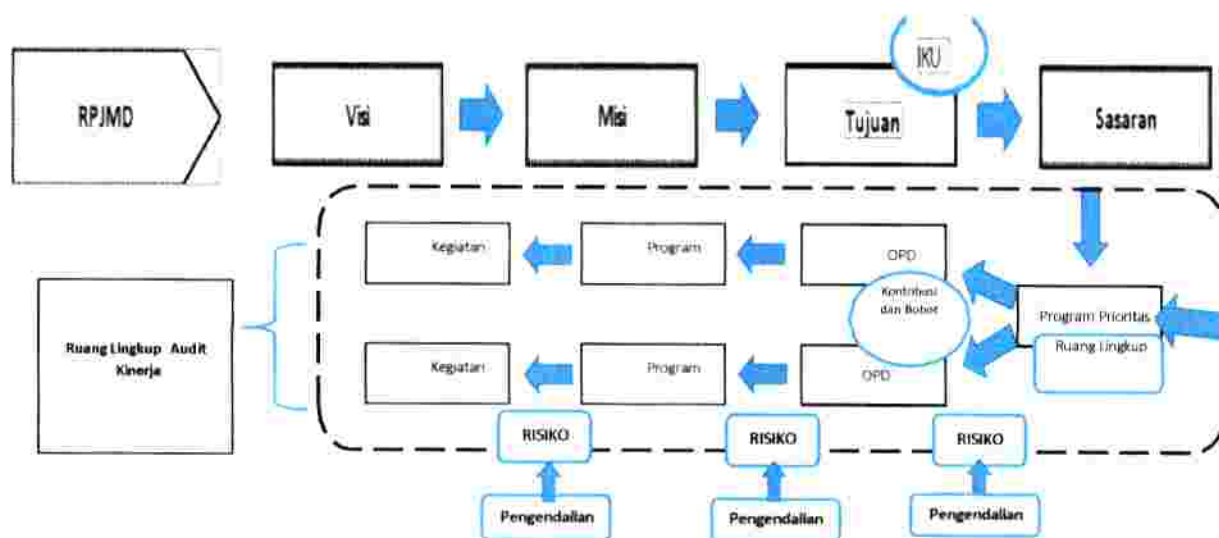 IKU
RPJMD
Visi
Misi
Tujuan
Sasaran
Kegiatan
Program
OPD
Kontribusi
dan Bobot
Program Prioritas
Ruang Lingkup
Ruang Lingkup Audit
Kinerja
Kegiatan
Program
OPD
RISIKO
RISIKO
RISIKO
Pengendalian
Pengendalian
Pengendalian